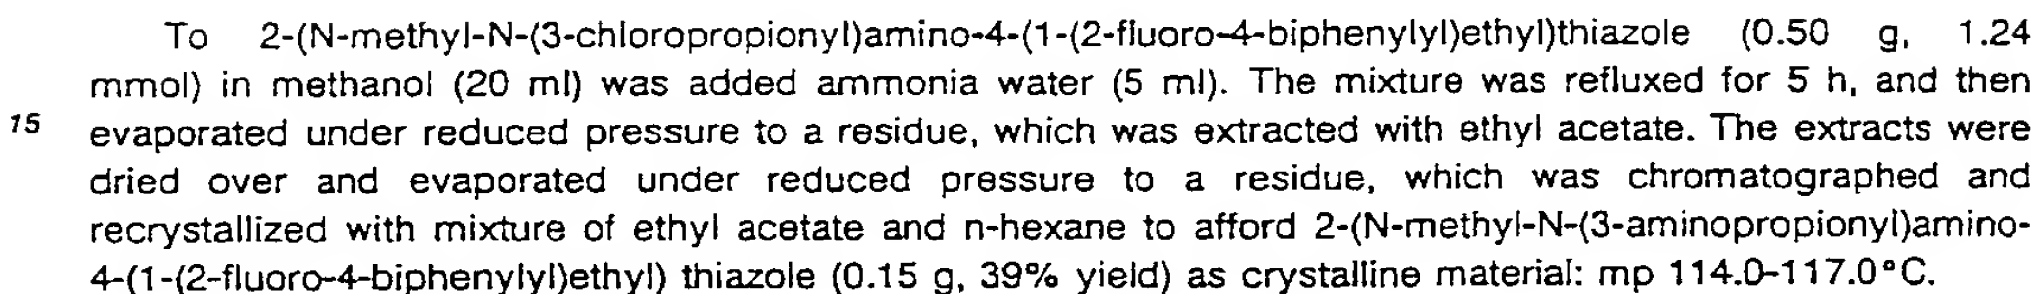 To 2-(N-methyl-N-(3-chloropropionyl)amino-4-(1-(2-fluoro-4-biphenylyl)ethyl)thiazole (0.50 g, 1.24
mmol) in methanol (20 ml) was added ammonia water (5 ml). The mixture was refluxed for 5 h, and then
15 evaporated under reduced pressure to a residue, which was extracted with ethyl acetate. The extracts were
dried over and evaporated under reduced pressure to a residue, which was chromatographed and
recrystallized with mixture of ethyl acetate and n-hexane to afford 2-(N-methyl-N-(3-aminopropionyl)amino-
4-(1-(2-fluoro-4-biphenylyl)ethyl) thiazole (0.15 g, 39% yield) as crystalline material: mp 114.0-117.0°C.